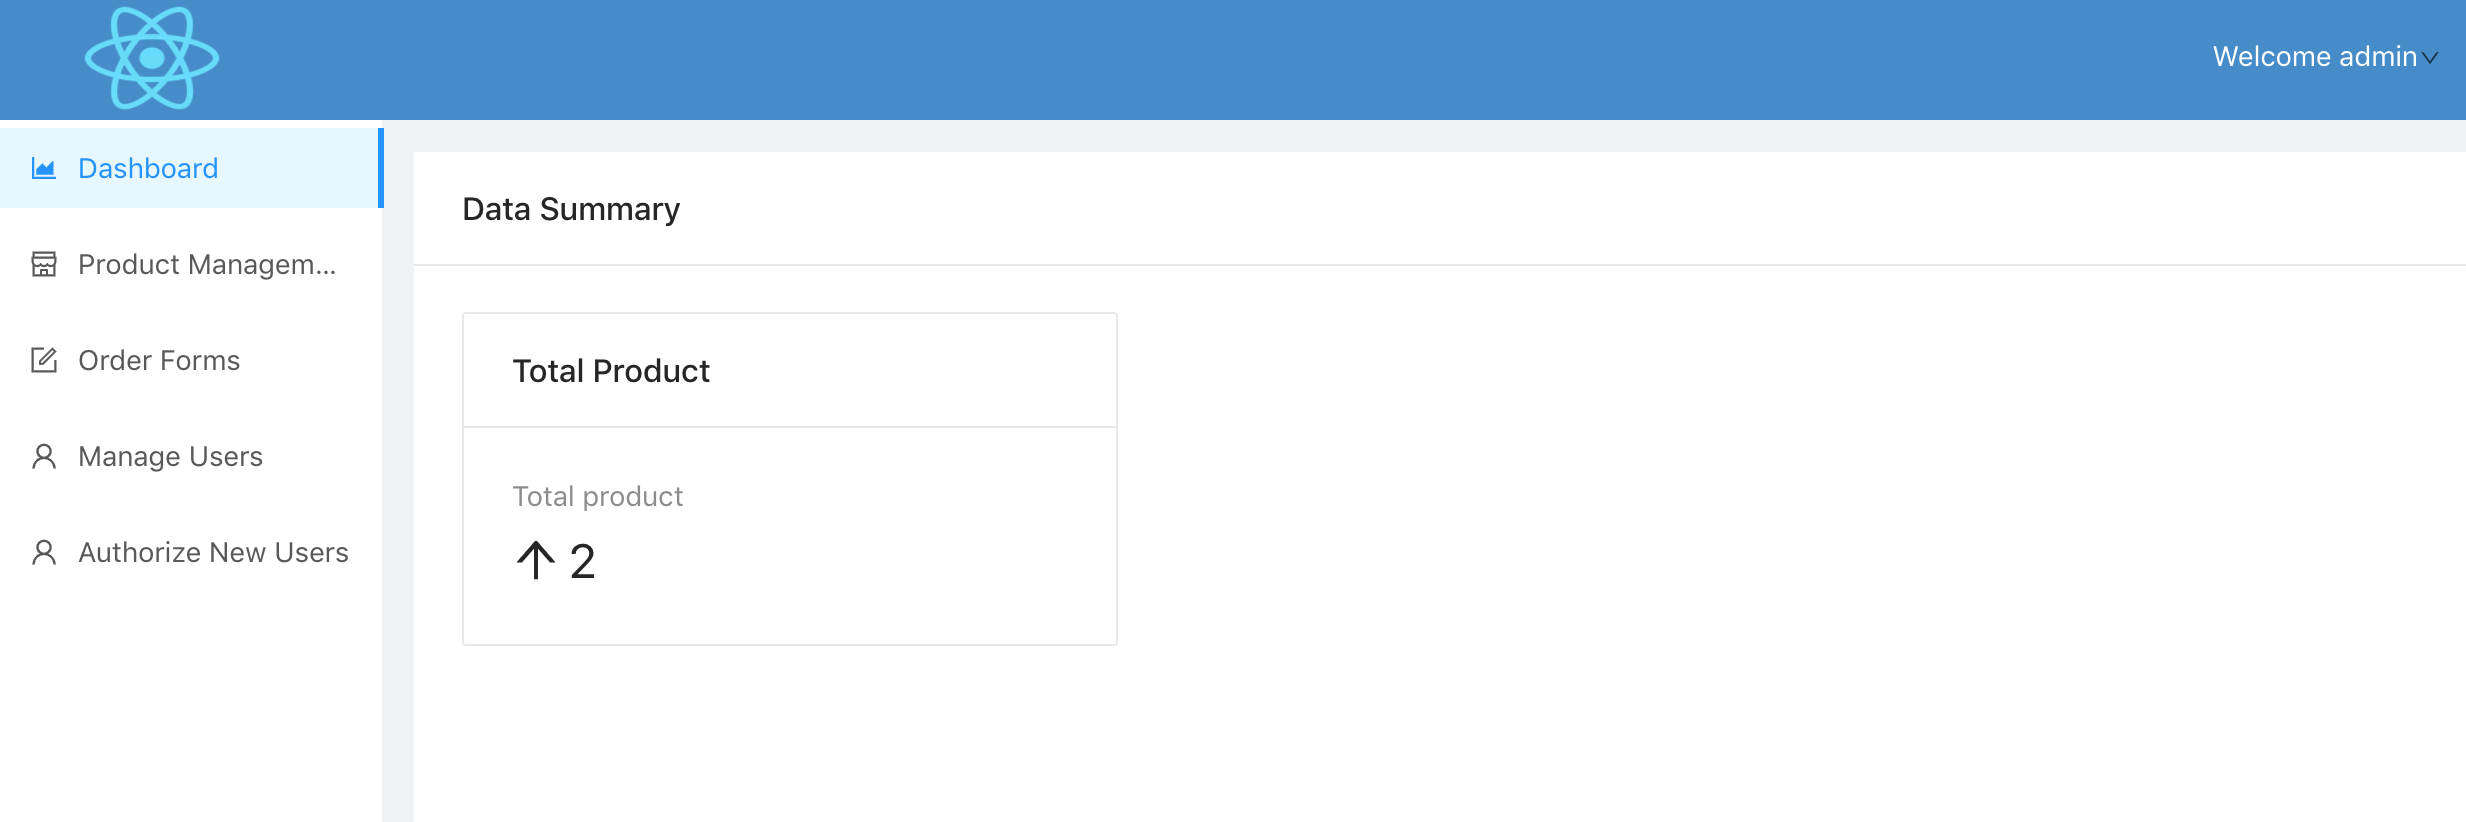 Welcome admin
Dashboard
Product Managem...
Order Forms
Manage Users
Authorize New Users
Data Summary
Total Product
Total product
2